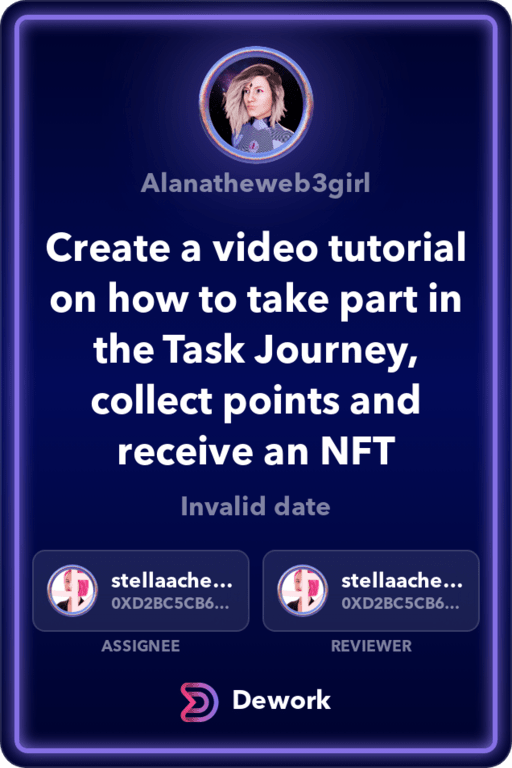 Alanatheweb3girl
Create a video tutorial
on how to take part in
the Task Journey,
collect points and
receive an NFT
Invalid date
stellaache...
0XD2BC5CB6...
ASSIGNEE
stellaache...
0XD2BC5CB6...
REVIEWER
Dework